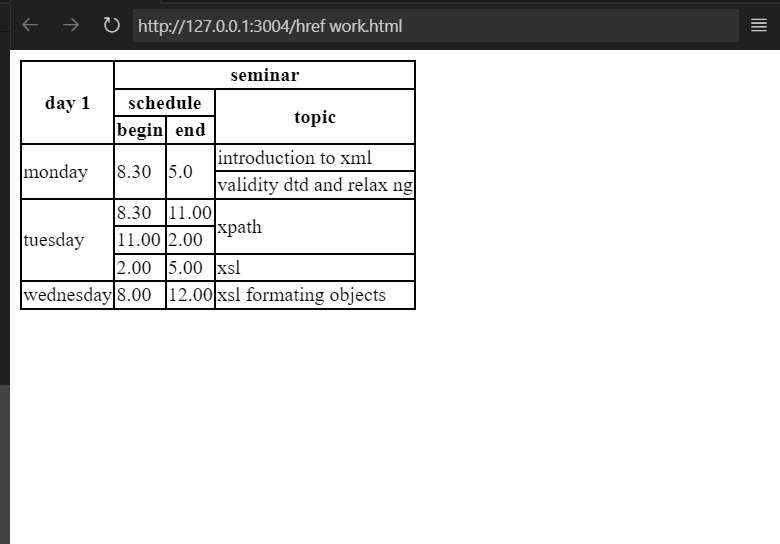 http://127.0.0.1:3004/href work.html
seminar
day 1
schedule
topic
begin end
monday 8.30 5.0 introduction to xml
validity dtd and relax ng
tuesday 8.30 11.00 xpath
11.00 2.00
2.00 5.00 xsl
wednesday 8.00 12.00 xsl formating objects